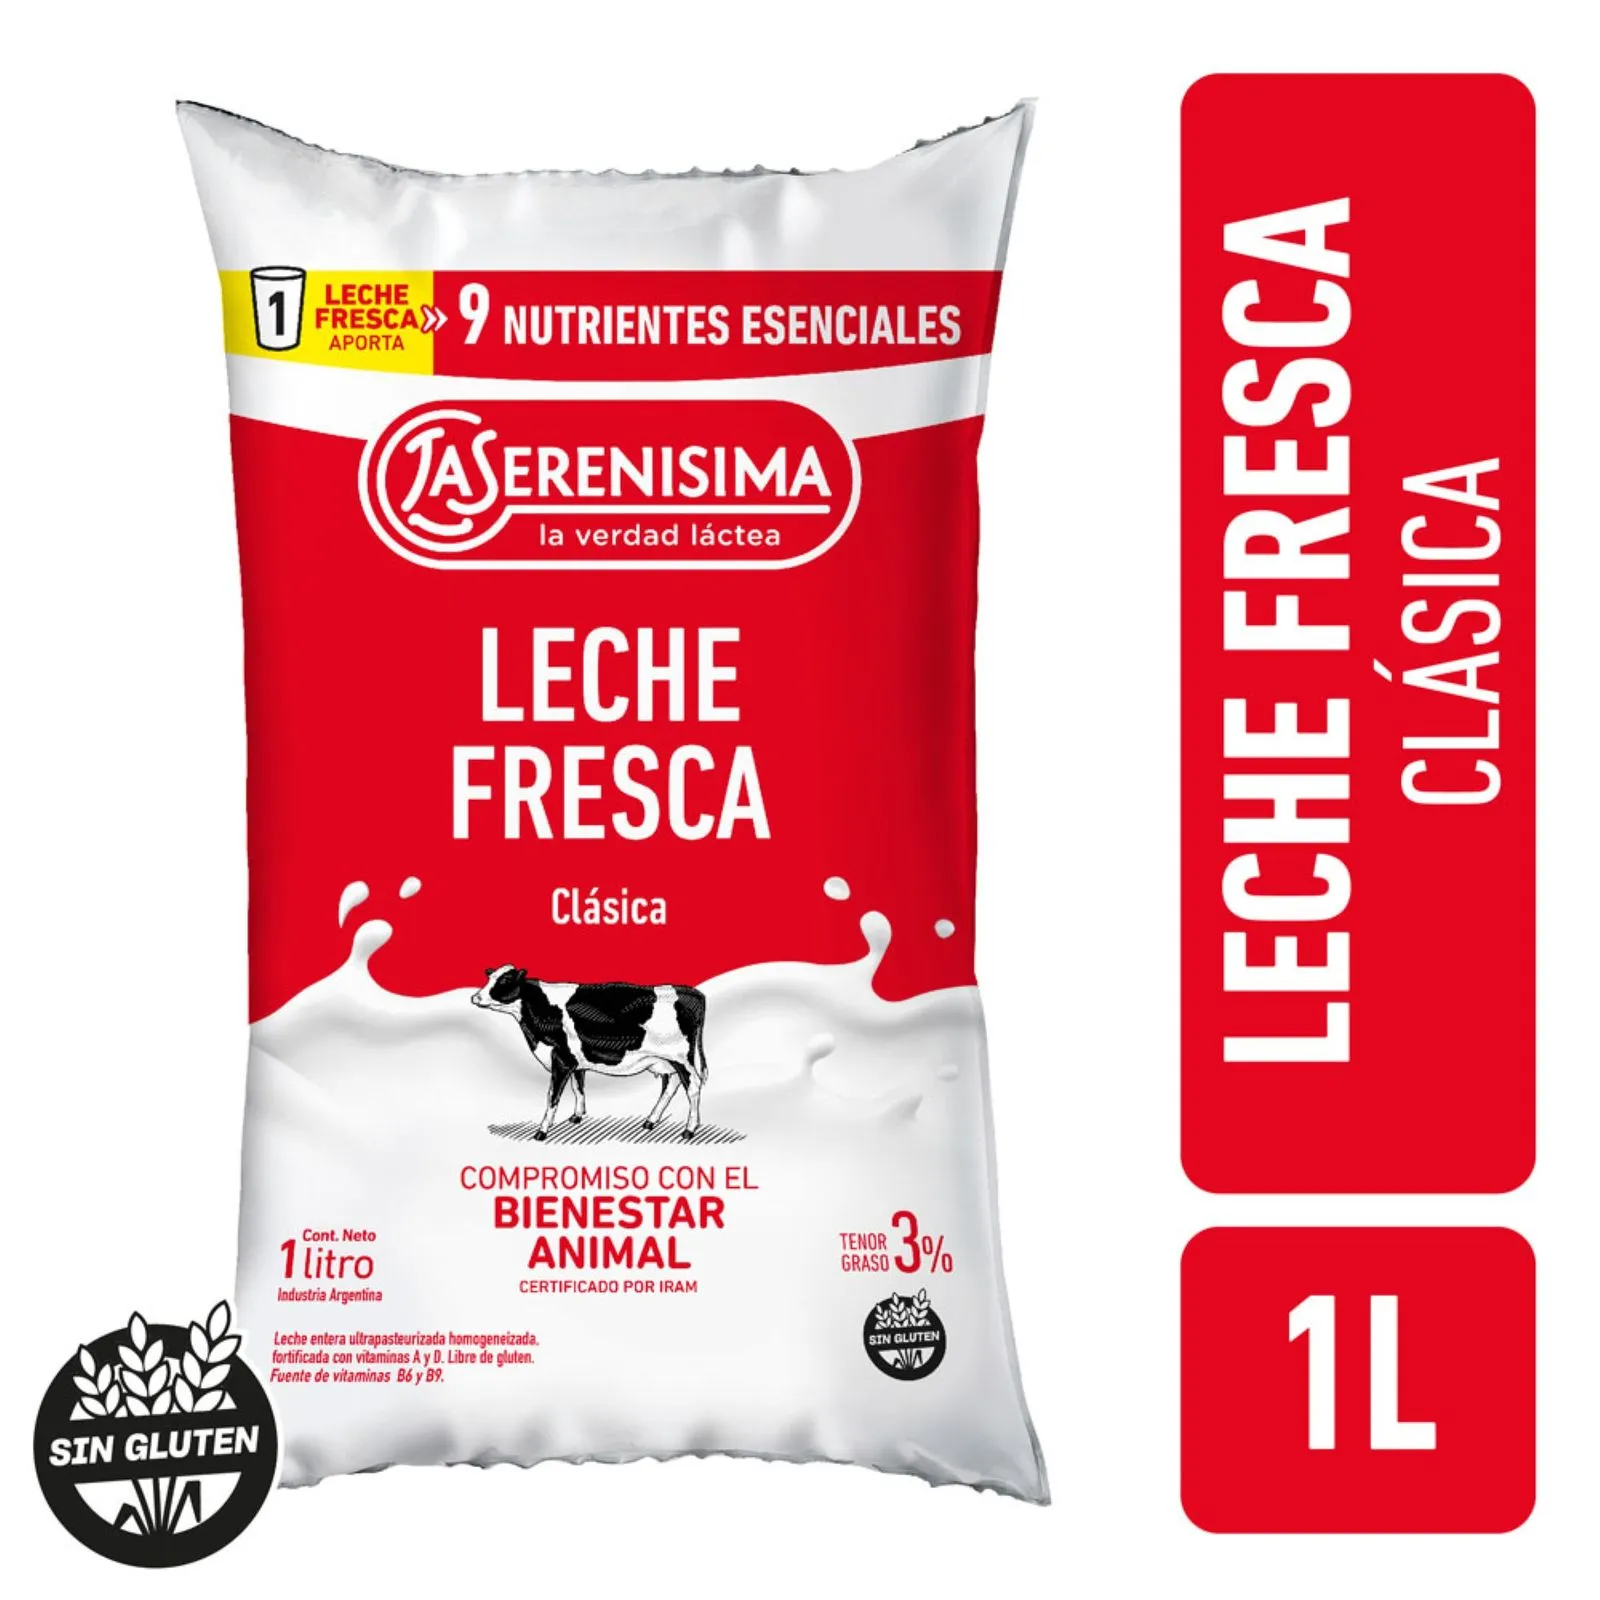 1
LECHE
FRESCA»
APORTA
9 NUTRIENTES ESENCIALES
LASERENISIMA
la verdad láctea
LECHE
FRESCA
Clásica
COMPROMISO CON EL
BIENESTAR
ANIMAL
CERTIFICADO POR IRAM
Cont. Neto
1 litro
Industria Argentina
TENOR
GRASO 3%
SIN GLUTEN
Leche entera ultrapasteurizada homogeneizada,
fortificada con vitaminas A y D. Libre de gluten.
Fuente de vitaminas B6 y B9.
SIN GLUTEN
LECHE FRESCA
CLÁSICA
1L